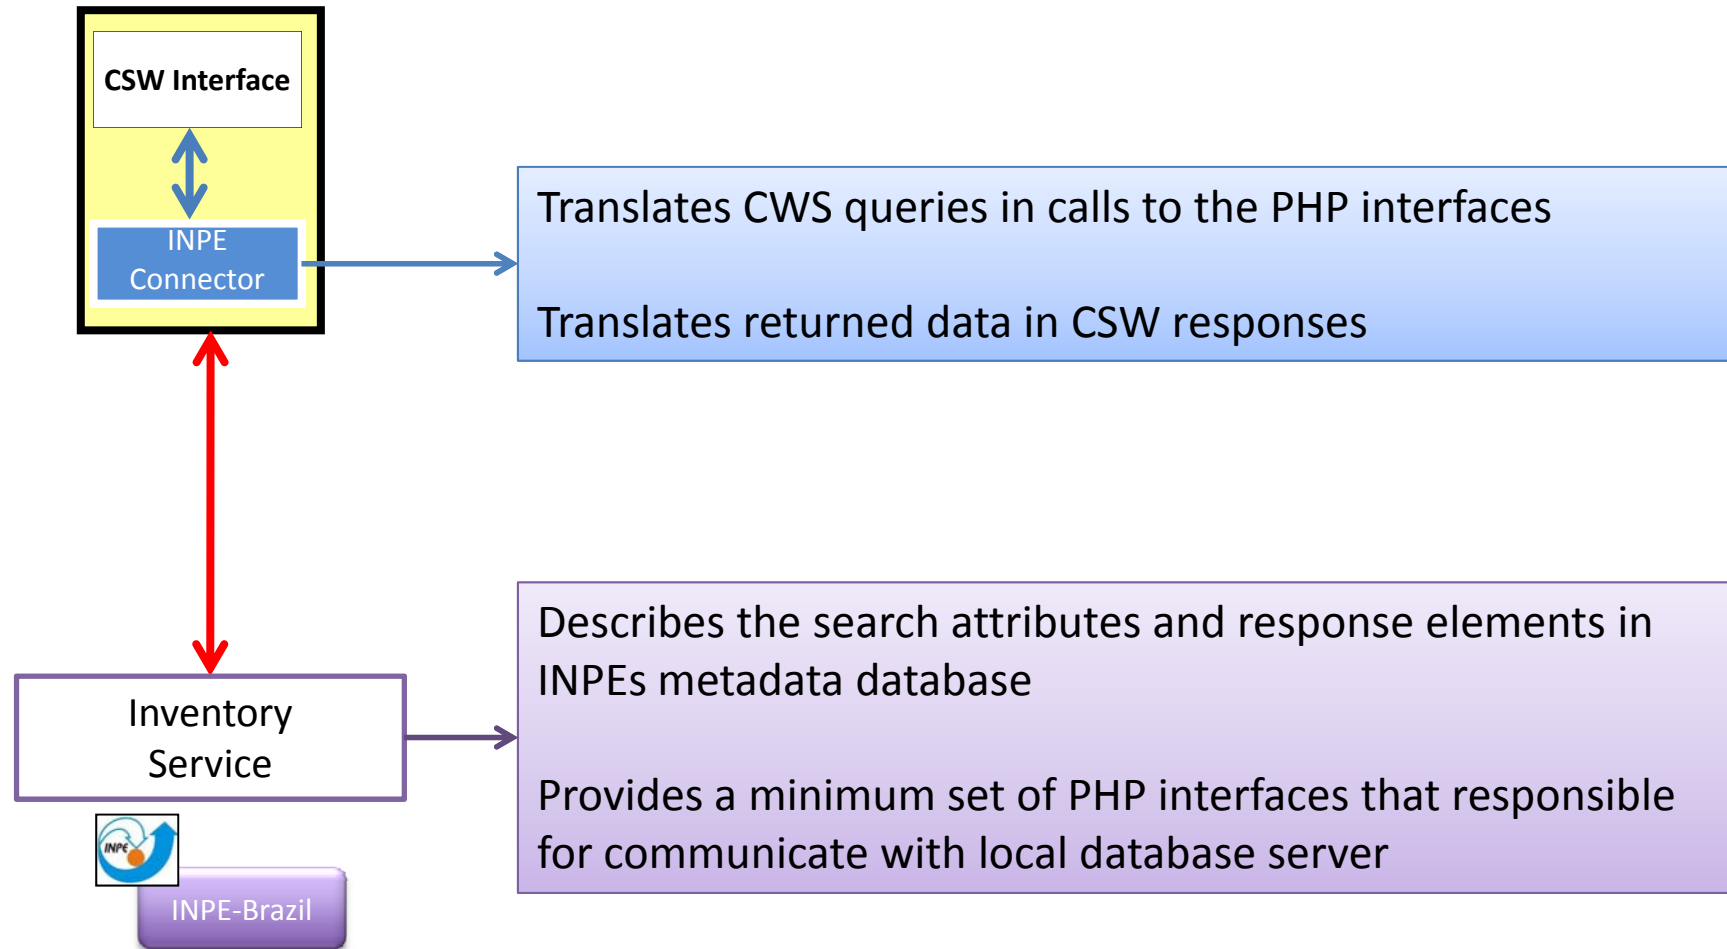 CSW Interface
INPE
Connector
Translates CWS queries in calls to the PHP interfaces
Translates returned data in CSW responses
Inventory
Service
Describes the search attributes and response elements in
INPEs metadata database
Provides a minimum set of PHP interfaces that responsible
for communicate with local database server
INPE
INPE-Brazil